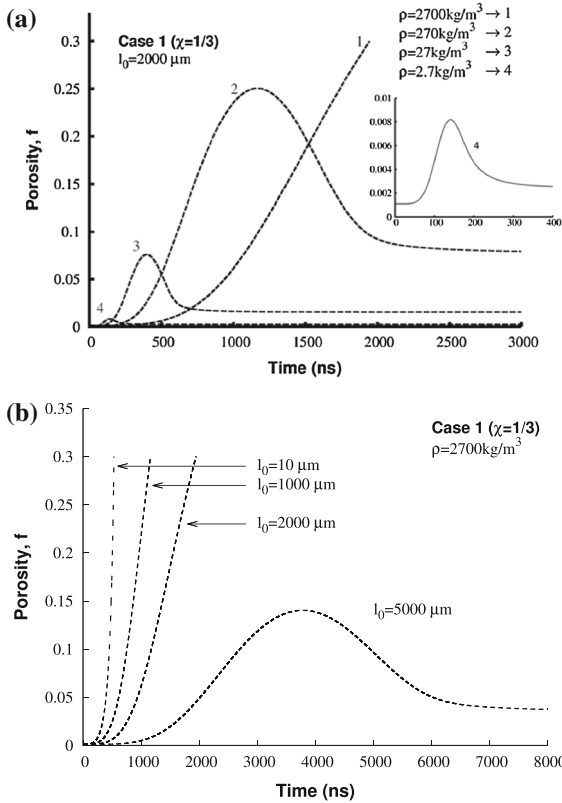 (a)
0.3
0.25
0.2
0.15
0.1
0.05
0
Porosity, f
Case 1 (χ=1/3)
l₀=2000 μm
1
2
3
4
ρ=2700kg/m³ → 1
ρ=270kg/m³ → 2
ρ=27kg/m³ → 3
ρ=2.7kg/m³ → 4
0.01
0.008
0.006
0.004
0.002
0
4
0 100 200 300 400
0 500 1000 1500 2000 2500 3000
Time (ns)
(b)
0.35
0.3
0.25
0.2
0.15
0.1
0.05
0
Porosity, f
Case 1 (χ=1/3)
ρ=2700kg/m³
l₀=10 μm
l₀=1000 μm
l₀=2000 μm
l₀=5000 μm
0 1000 2000 3000 4000 5000 6000 7000 8000
Time (ns)